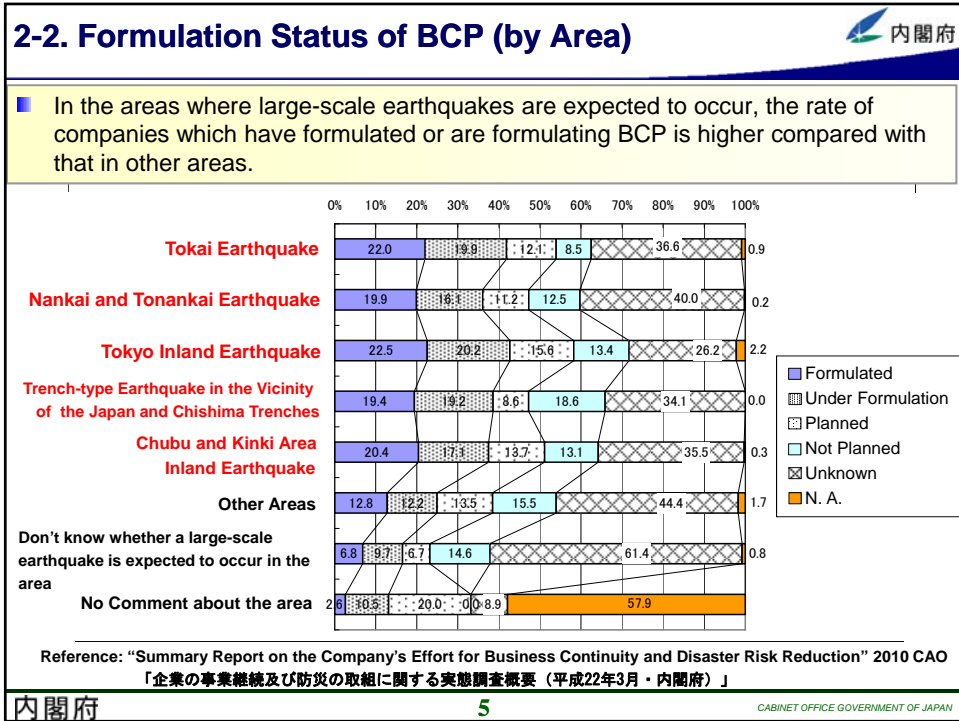 2-2. Formulation Status of BCP (by Area)
内閣府
In the areas where large-scale earthquakes are expected to occur, the rate of
companies which have formulated or are formulating BCP is higher compared with
that in other areas.
0% 10% 20% 30% 40% 50% 60% 70% 80% 90% 100%
Tokai Earthquake 22.0 19.9 12.1 8.5 36.6 0.9
Nankai and Tonankai Earthquake 19.9 16.1 11.2 12.5 40.0 0.2
Tokyo Inland Earthquake 22.5 20.2 15.6 13.4 26.2 2.2
Trench-type Earthquake in the Vicinity
of the Japan and Chishima Trenches 19.4 19.2 8.6 18.6 34.1 0.0
Chubu and Kinki Area
Inland Earthquake 20.4 17.1 13.7 13.1 35.5 0.3
Other Areas 12.8 12.2 13.5 15.5 44.4 1.7
Don't know whether a large-scale
earthquake is expected to occur in the
area 6.8 9.7 6.7 14.6 61.4 0.8
No Comment about the area 2.6 10.5 20.0 0.0 8.9 57.9
Formulated
Under Formulation
Planned
Not Planned
Unknown
N. A.
Reference: “Summary Report on the Company's Effort for Business Continuity and Disaster Risk Reduction” 2010 CAO
「企業の事業継続及び防災の取組に関する実態調査概要（平成22年3月・内閣府）」
内閣府
5
CABINET OFFICE GOVERNMENT OF JAPAN